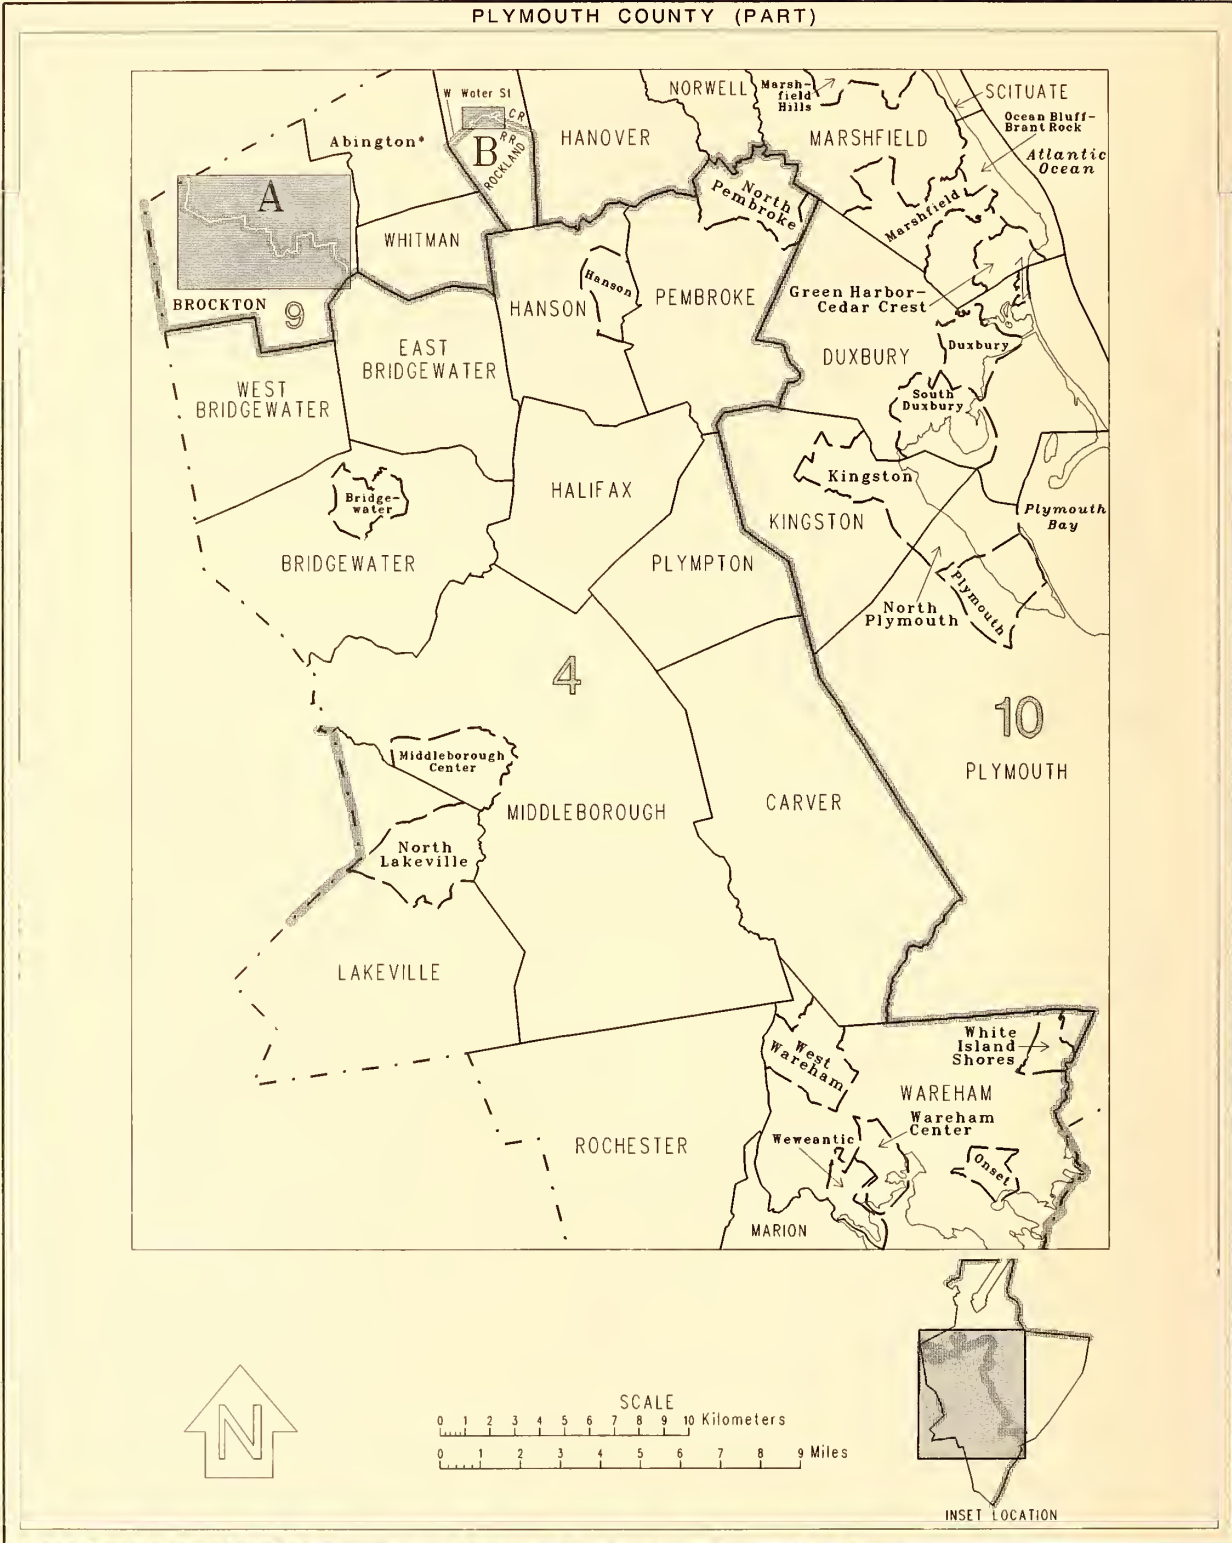 PLYMOUTH COUNTY (PART)
W Water St
CR
RR
B
ROCKLAND
NORWELL
Marsh-
field
Hills
SCITUATE
Ocean Bluff-
Brant Rock
Atlantic
Ocean
Abington*
HANOVER
MARSHFIELD
A
North
Pembroke
Marshfield
WHITMAN
BROCKTON
9
HANSON
Hanson
PEMBROKE
Green Harbor-
Cedar Crest
EAST
BRIDGEWATER
DUXBURY
Duxbury
WEST
BRIDGEWATER
South
Duxbury
Bridge-
water
HALIFAX
Kingston
KINGSTON
Plymouth
Bay
BRIDGEWATER
PLYMPTON
North
Plymouth
Plymouth
4
10
PLYMOUTH
Middleborough
Center
MIDDLEBOROUGH
CARVER
North
Lakeville
LAKEVILLE
White
Island
Shores
West
Wareham
WAREHAM
Wareham
Center
ROCHESTER
Weweantic
Onset
MARION
N
SCALE
0 1 2 3 4 5 6 7 8 9 10 Kilometers
0 1 2 3 4 5 6 7 8 9 Miles
INSET LOCATION